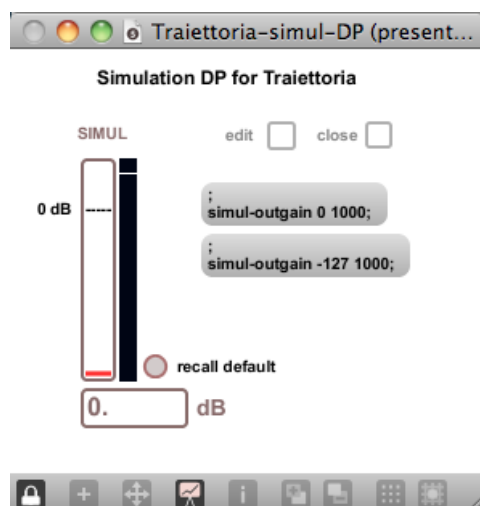 Traiettoria-simul-DP (present...
Simulation DP for Traiettoria
SIMUL
edit
close
0 dB
;
simul-outgain 0 1000;
;
simul-outgain -127 1000;
recall default
0.
dB